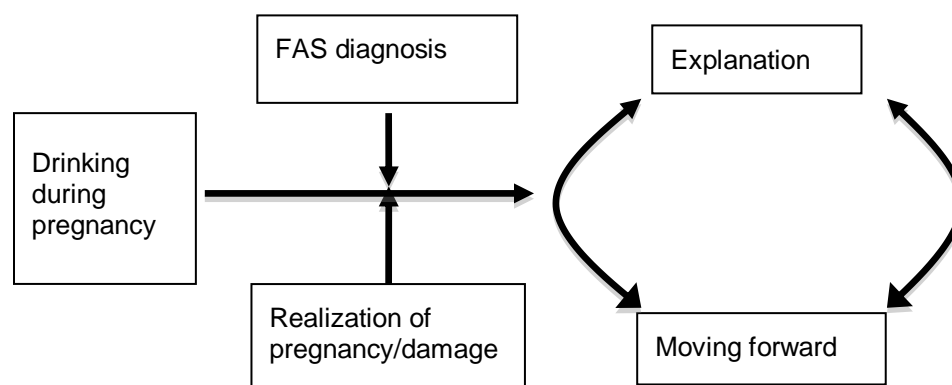 FAS diagnosis
Explanation
Drinking
during
pregnancy
Realization of
pregnancy/damage
Moving forward